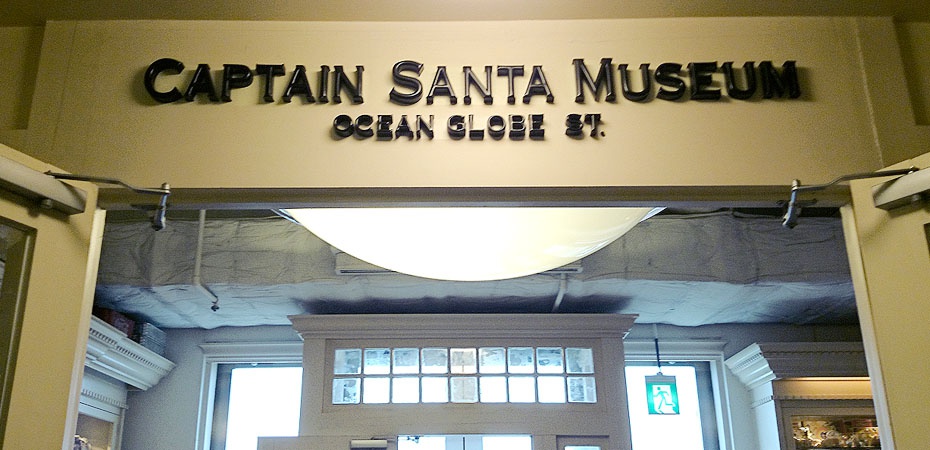 CAPTAIN SANTA MUSEUM
OCEAN GLOBE ST.